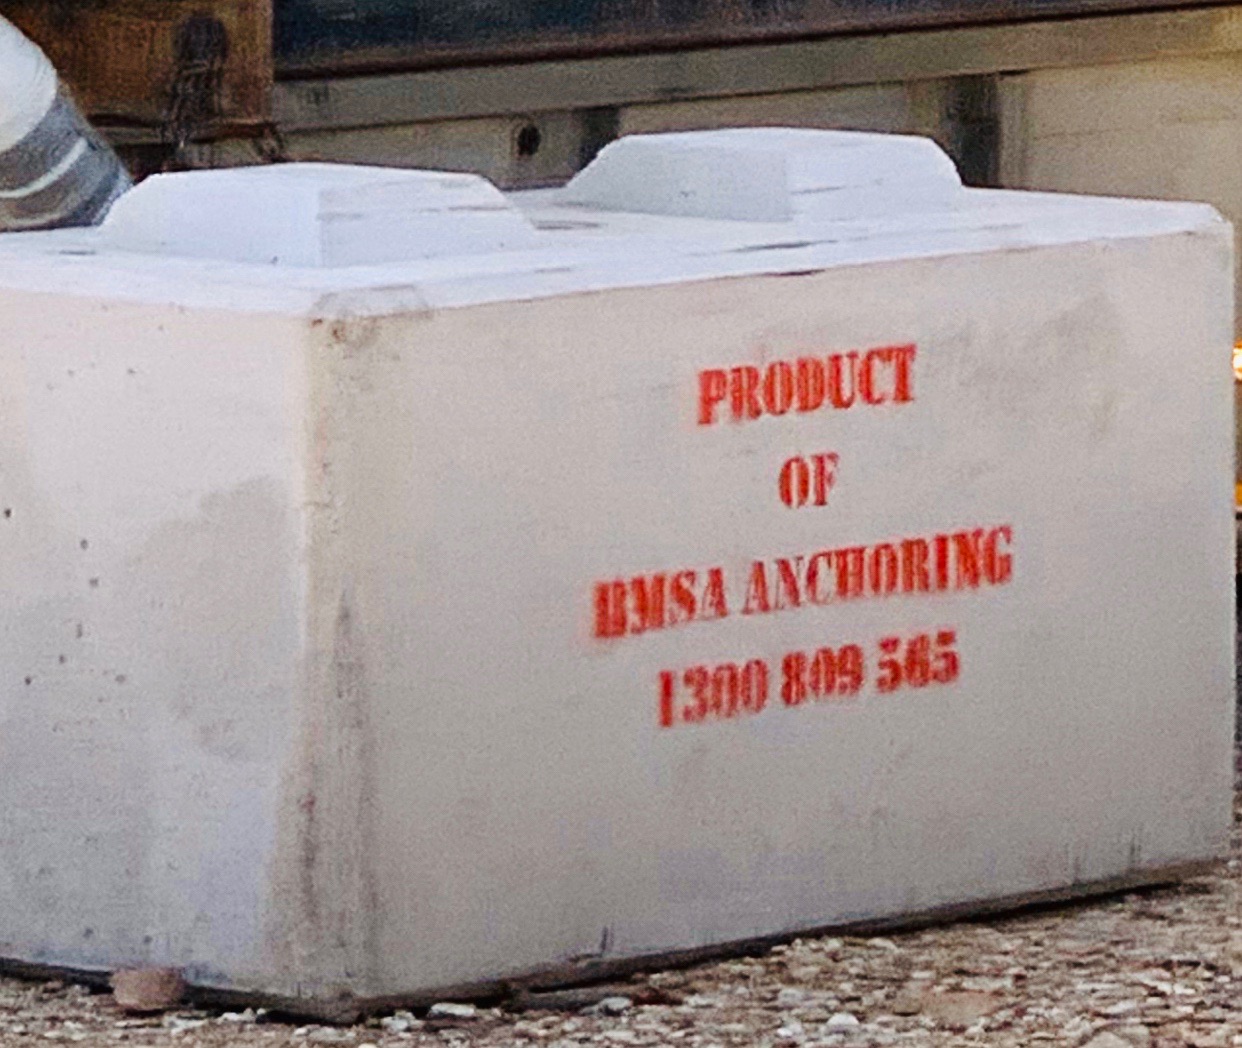 PRODUCT
OF
BMSA ANCHORING
1300 809 565